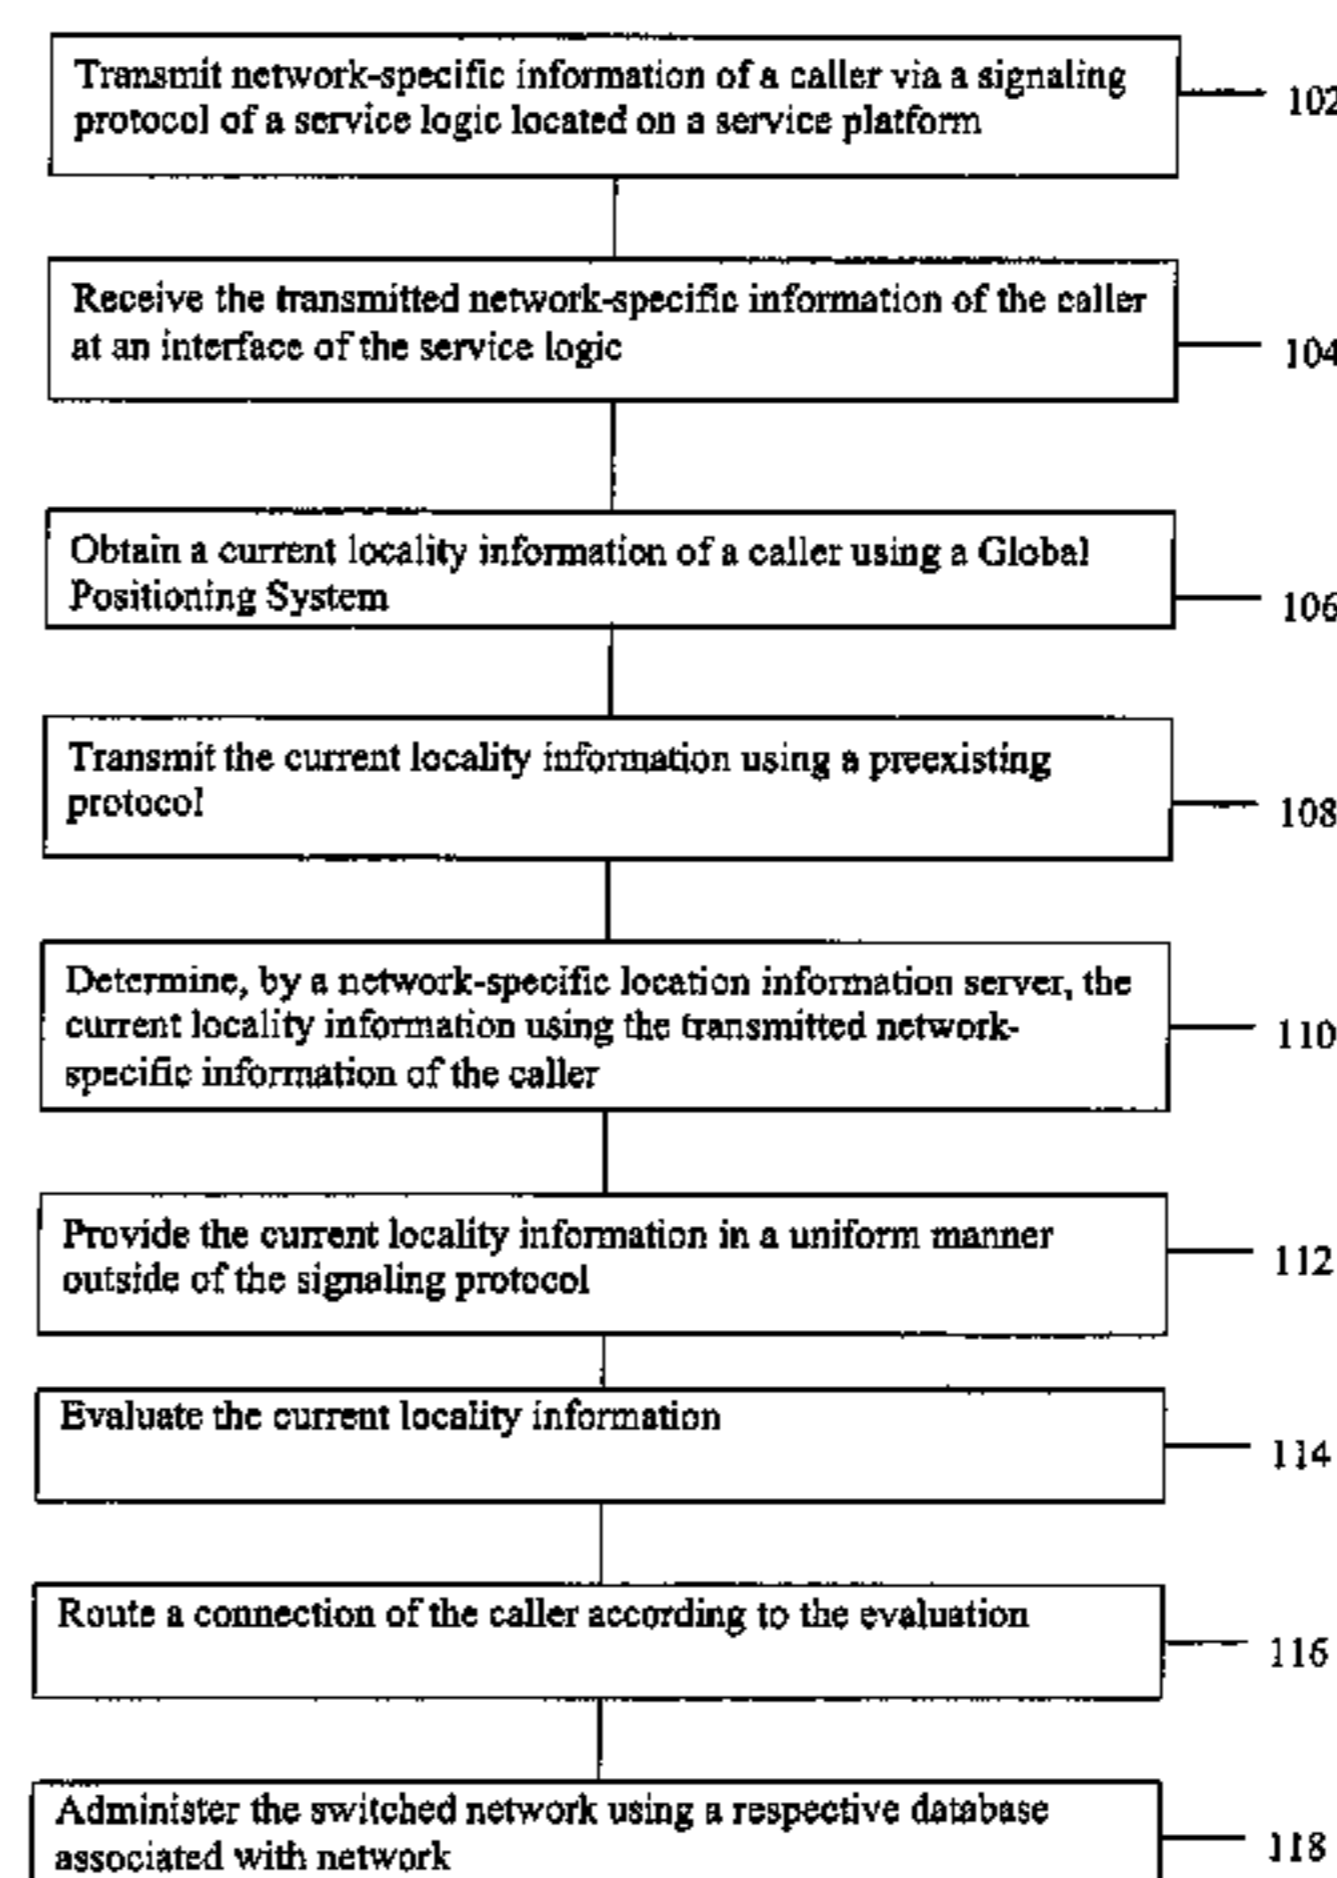 Transmit network-specific information of a caller via a signaling
protocol of a service logic located on a service platform
102
Receive the transmitted network-specific information of the caller
at an interface of the service logic
104
Obtain a current locality information of a caller using a Global
Positioning System
106
Transmit the current locality information using a preexisting
protocol
108
Determine, by a network-specific location information server, the
current locality information using the transmitted network-
specific information of the caller
110
Provide the current locality information in a uniform manner
outside of the signaling protocol
112
Evaluate the current locality information
114
Route a connection of the caller according to the evaluation
116
Administer the switched network using a respective database
associated with network
118